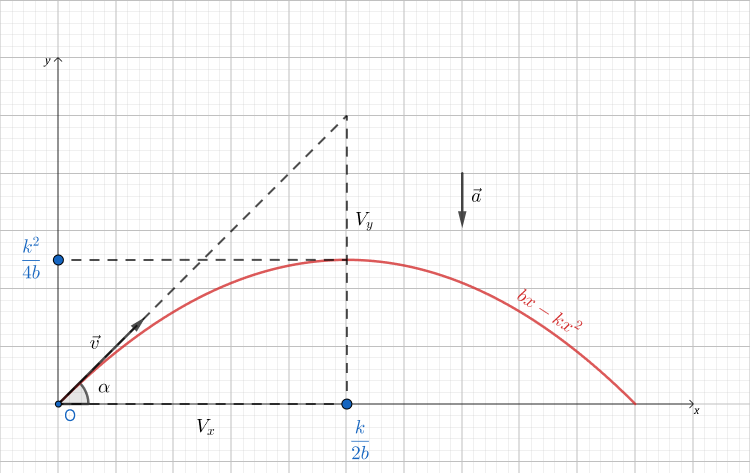 y
a⃗
V_y
k²/4b
bx − kx²
v⃗
α
O
x
V_x
k/2b